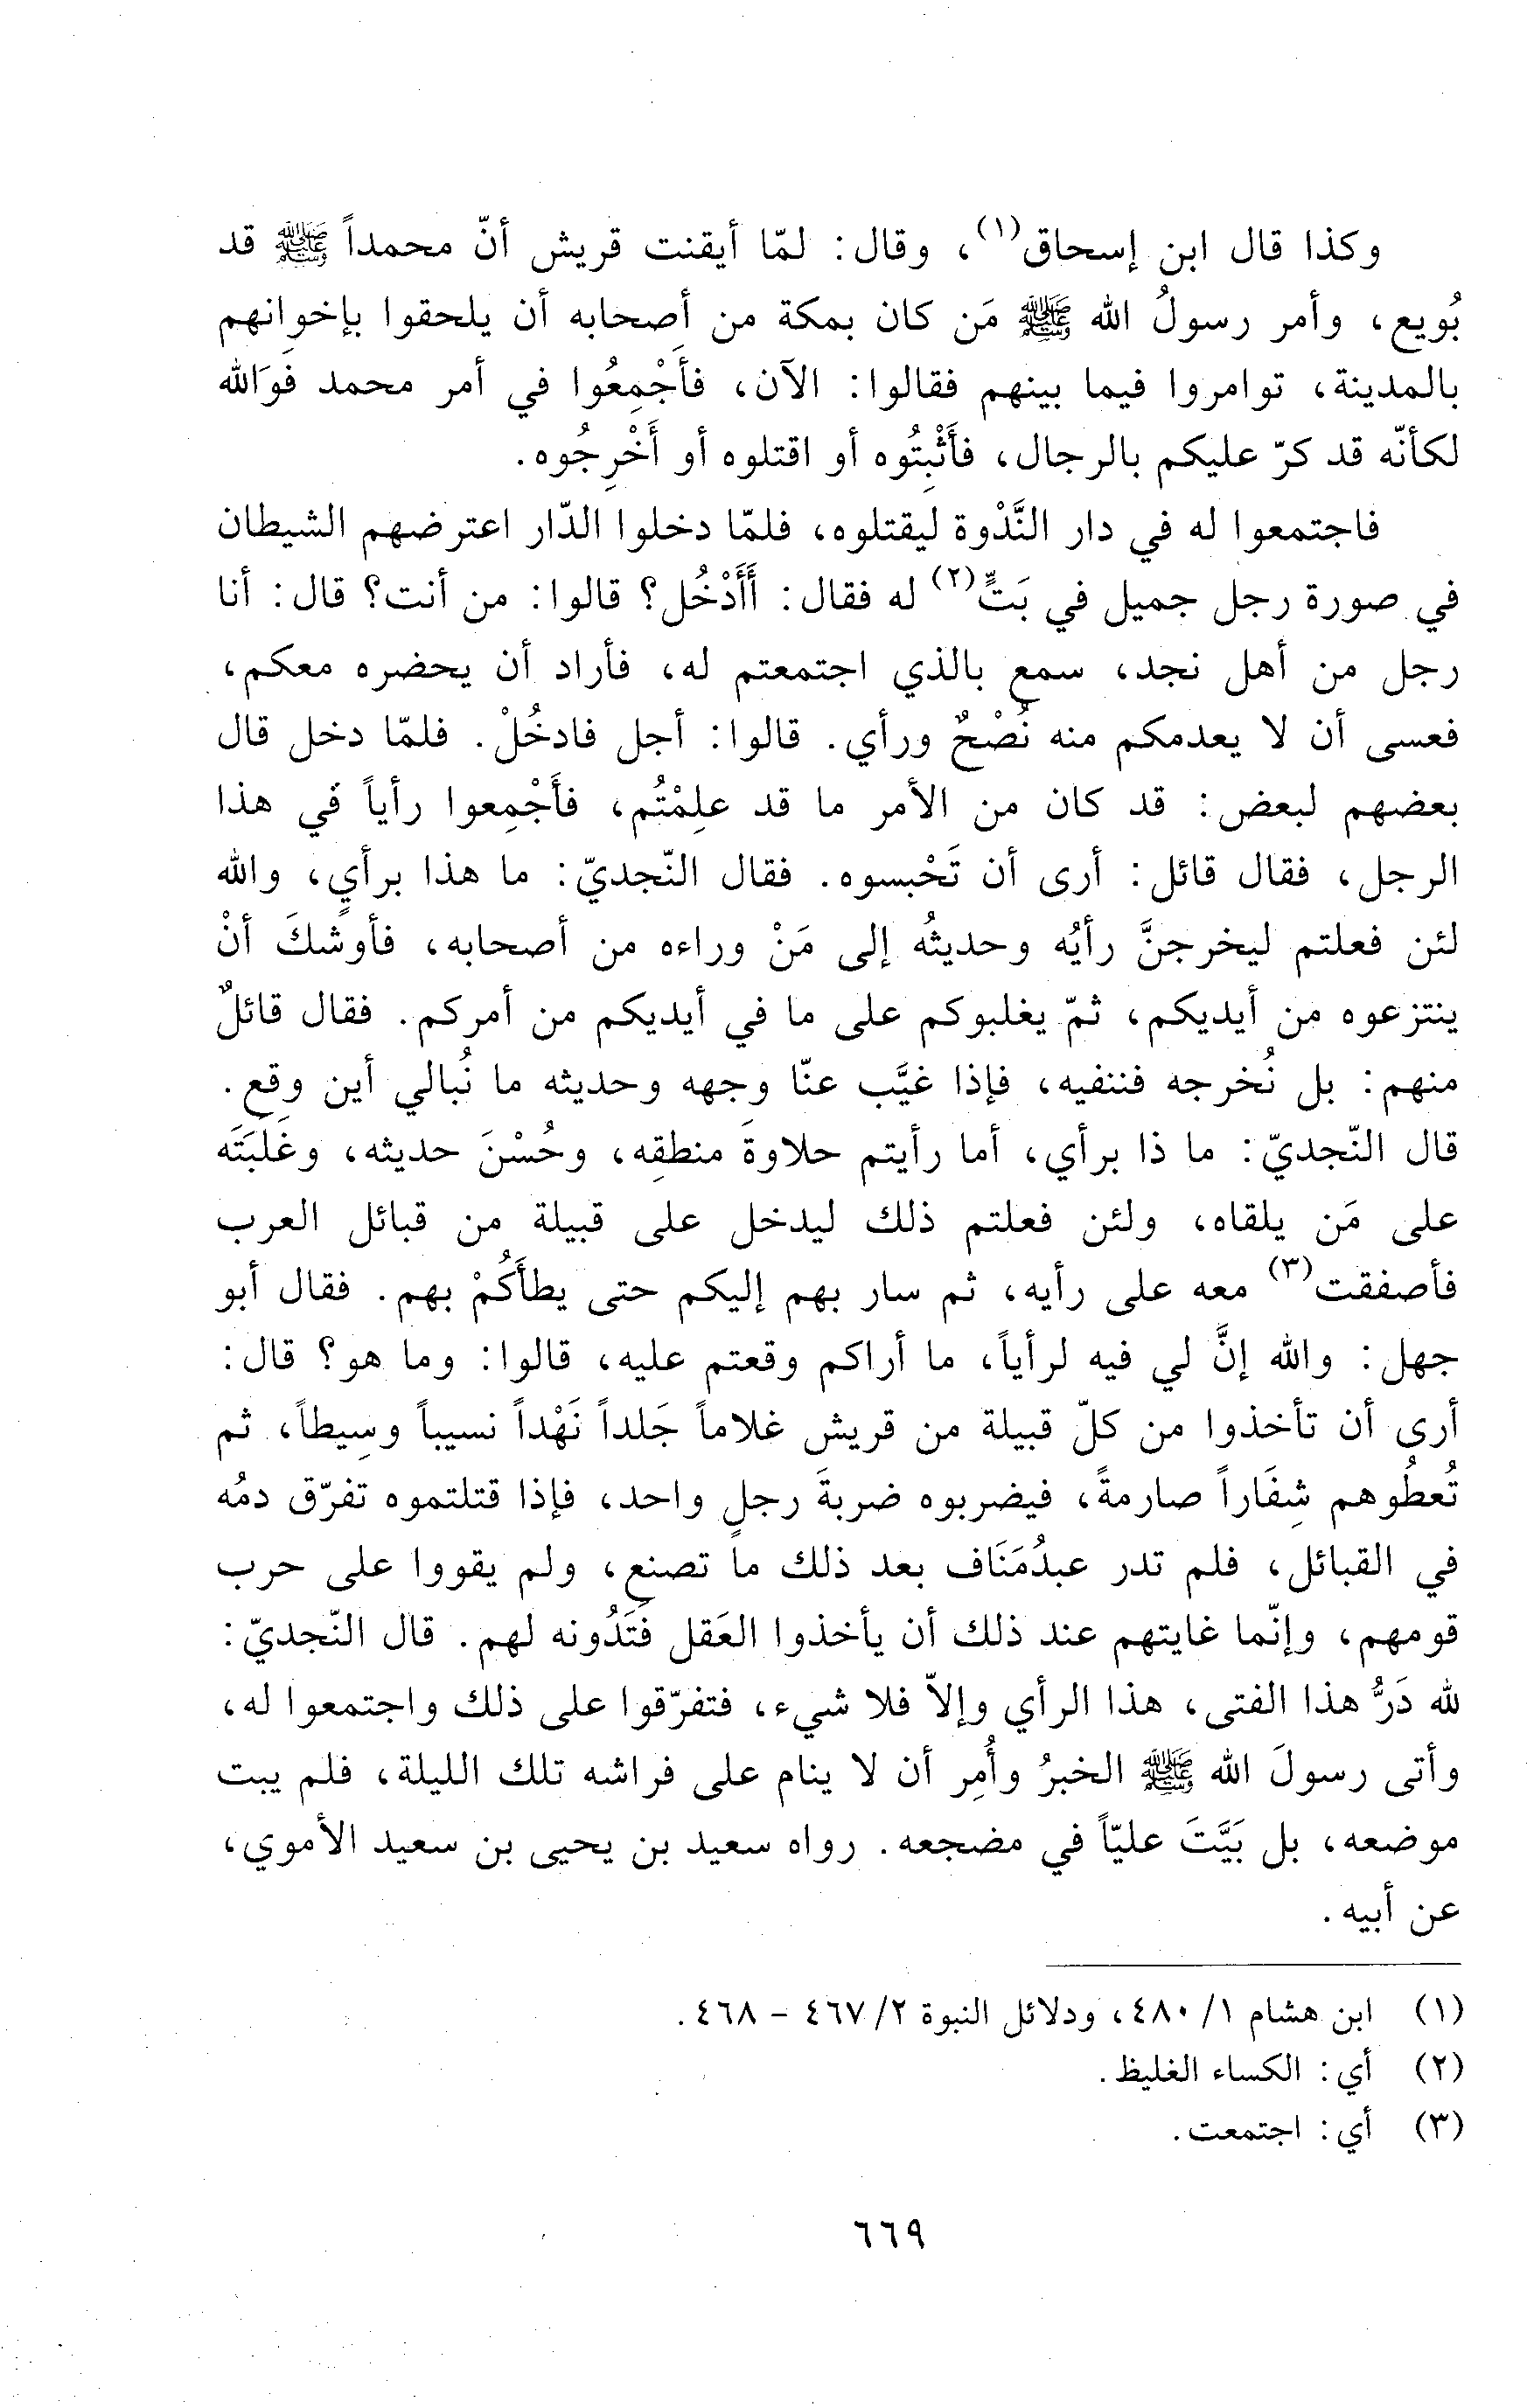 وكذا قال ابن إسحاق(١)، وقال: لمّا أيقنت قريش أنّ محمداً ﷺ قد
بُويع، وأمر رسولُ الله ﷺ مَن كان بمكة من أصحابه أن يلحقوا بإخوانهم
بالمدينة، توامروا فيما بينهم فقالوا: الآن، فأَجْمِعُوا في أمر محمد فَوَالله
لكأنّه قد كرّ عليكم بالرجال، فأَثْبِتُوه أو اقتلوه أو أَخْرِجُوه.
فاجتمعوا له في دار النَّدْوة ليقتلوه، فلمّا دخلوا الدّار اعترضهم الشيطان
في صورة رجل جميل في بَتٍّ(٢) له فقال: أَأَدْخُل؟ قالوا: من أنت؟ قال: أنا
رجل من أهل نجد، سمع بالذي اجتمعتم له، فأراد أن يحضره معكم،
فعسى أن لا يعدمكم منه نُصْحٌ ورأي. قالوا: أجل فادخُلْ. فلمّا دخل قال
بعضهم لبعض: قد كان من الأمر ما قد علِمْتُم، فأَجْمِعوا رأياً في هذا
الرجل، فقال قائل: أرى أن تَحْبسوه. فقال النّجديّ: ما هذا برأيٍ، والله
لئن فعلتم ليخرجنَّ رأيُه وحديثُه إلى مَنْ وراءه من أصحابه، فأوشكَ أنْ
ينتزعوه من أيديكم، ثمّ يغلبوكم على ما في أيديكم من أمركم. فقال قائلٌ
منهم: بل نُخرجه فننفيه، فإذا غيَّب عنّا وجهه وحديثه ما نُبالي أين وقع.
قال النّجديّ: ما ذا برأي، أما رأيتم حلاوةَ منطقِه، وحُسْنَ حديثه، وغَلَبَتَه
على مَن يلقاه، ولئن فعلتم ذلك ليدخل على قبيلة من قبائل العرب
فأصفقت(٣) معه على رأيه، ثم سار بهم إليكم حتى يطأَكُمْ بهم. فقال أبو
جهل: والله إنَّ لي فيه لرأياً، ما أراكم وقعتم عليه، قالوا: وما هو؟ قال:
أرى أن تأخذوا من كلّ قبيلة من قريش غلاماً جَلداً نَهْداً نسيباً وسِيطاً، ثم
تُعطُوهم شِفَاراً صارمةً، فيضربوه ضربةَ رجلٍ واحد، فإذا قتلتموه تفرّق دمُه
في القبائل، فلم تدر عبدُمَنَاف بعد ذلك ما تصنع، ولم يقووا على حرب
قومهم، وإنّما غايتهم عند ذلك أن يأخذوا العَقل فتَدُونه لهم. قال النّجديّ:
لله دَرُّ هذا الفتى، هذا الرأي وإلاّ فلا شيء، فتفرّقوا على ذلك واجتمعوا له،
وأتى رسولَ الله ﷺ الخبرُ وأُمِر أن لا ينام على فراشه تلك الليلة، فلم يبت
موضعه، بل بَيَّتَ عليّاً في مضجعه. رواه سعيد بن يحيى بن سعيد الأموي،
عن أبيه.
(١) ابن هشام ١/ ٤٨٠، ودلائل النبوة ٢/ ٤٦٧ - ٤٦٨.
(٢) أي: الكساء الغليظ.
(٣) أي: اجتمعت.
٦٦٩